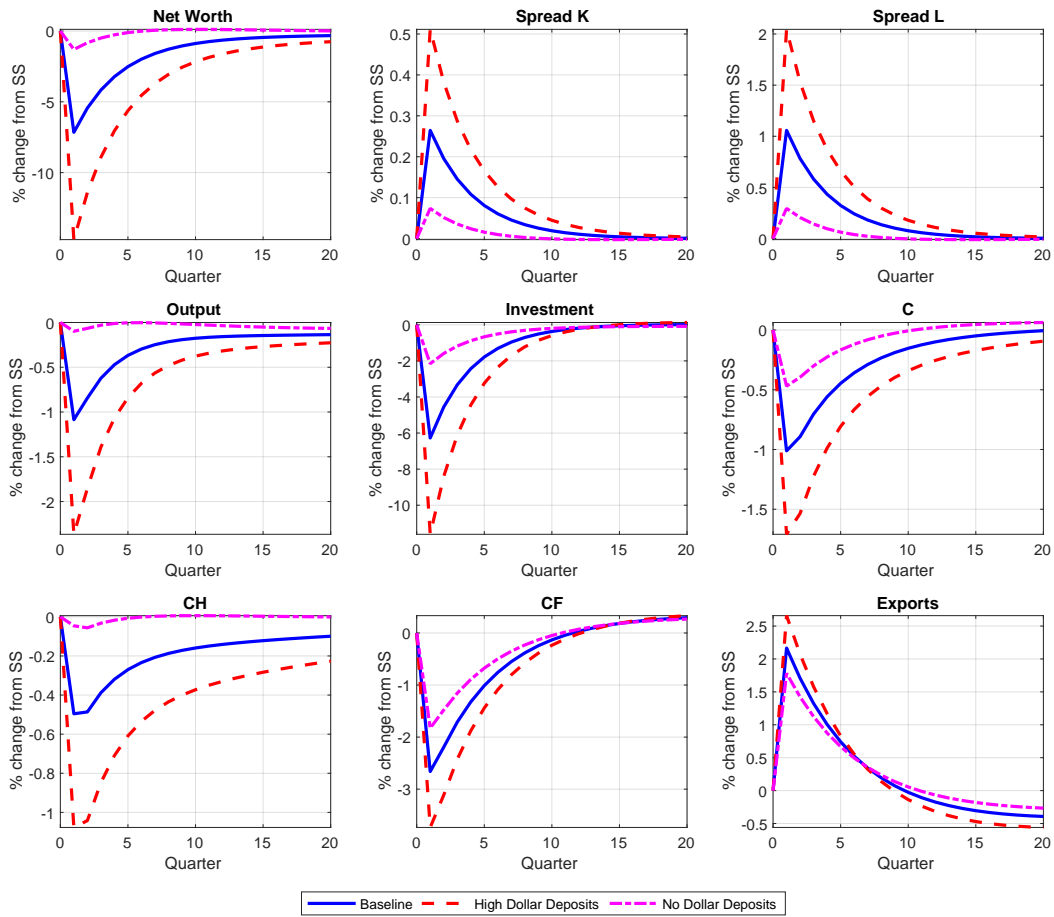 Net Worth
0
-5
-10
% change from SS
0 5 10 15 20
Quarter
Spread K
0.5
0.4
0.3
0.2
0.1
0
% change from SS
0 5 10 15 20
Quarter
Spread L
2
1.5
1
0.5
0
% change from SS
0 5 10 15 20
Quarter
Output
0
-0.5
-1
-1.5
-2
% change from SS
0 5 10 15 20
Quarter
Investment
0
-2
-4
-6
-8
-10
% change from SS
0 5 10 15 20
Quarter
C
0
-0.5
-1
-1.5
% change from SS
0 5 10 15 20
Quarter
CH
0
-0.2
-0.4
-0.6
-0.8
-1
% change from SS
0 5 10 15 20
Quarter
CF
0
-1
-2
-3
% change from SS
0 5 10 15 20
Quarter
Exports
2.5
2
1.5
1
0.5
0
-0.5
% change from SS
0 5 10 15 20
Quarter
Baseline High Dollar Deposits No Dollar Deposits